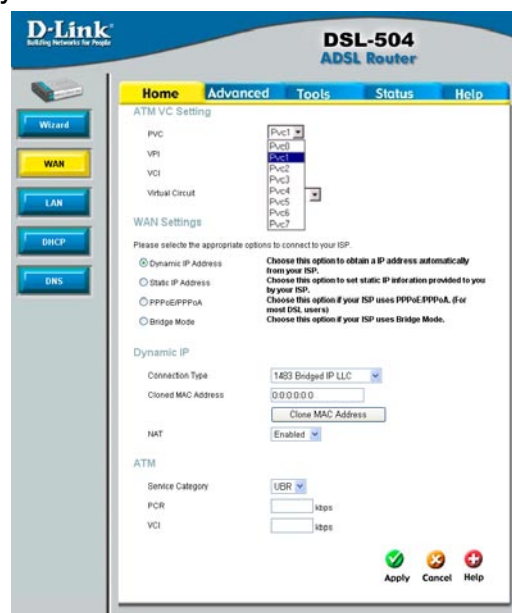 D-Link
Building Networks for People
DSL-504
ADSL Router
Home Advanced Tools Status Help
Wizard
WAN
LAN
DHCP
DNS
ATM VC Setting
PVC Pvc1
Pvc0
Pvc1
Pvc2
Pvc3
Pvc4
Pvc5
Pvc6
Pvc7
VPI
VCI
Virtual Circuit
WAN Settings
Please selecte the appropriate options to connect to your ISP.
Dynamic IP Address Choose this option to obtain a IP address automatically
from your ISP.
Static IP Address Choose this option to set static IP inforation provided to you
by your ISP.
PPPoE/PPPoA Choose this option if your ISP uses PPPoE/PPPoA. (For
most DSL users)
Bridge Mode Choose this option if your ISP uses Bridge Mode.
Dynamic IP
Connection Type 1483 Bridged IP LLC
Cloned MAC Address 0:0:0:0:0:0
Clone MAC Address
NAT Enabled
ATM
Service Category UBR
PCR kbps
VCI kbps
Apply Cancel Help